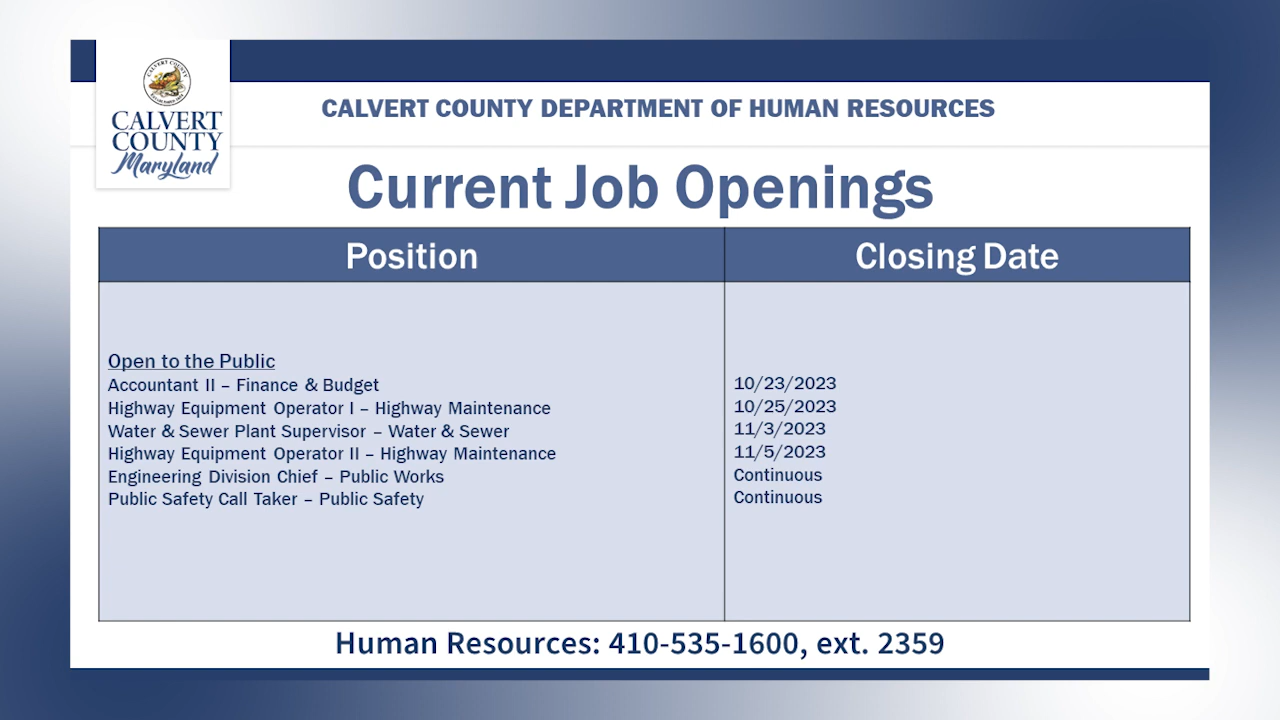 CALVERT COUNTY
CALVERT
COUNTY
Maryland
CALVERT COUNTY DEPARTMENT OF HUMAN RESOURCES
Current Job Openings
Position Closing Date
Open to the Public
Accountant II – Finance & Budget 10/23/2023
Highway Equipment Operator I – Highway Maintenance 10/25/2023
Water & Sewer Plant Supervisor – Water & Sewer 11/3/2023
Highway Equipment Operator II – Highway Maintenance 11/5/2023
Engineering Division Chief – Public Works Continuous
Public Safety Call Taker – Public Safety Continuous
Human Resources: 410-535-1600, ext. 2359